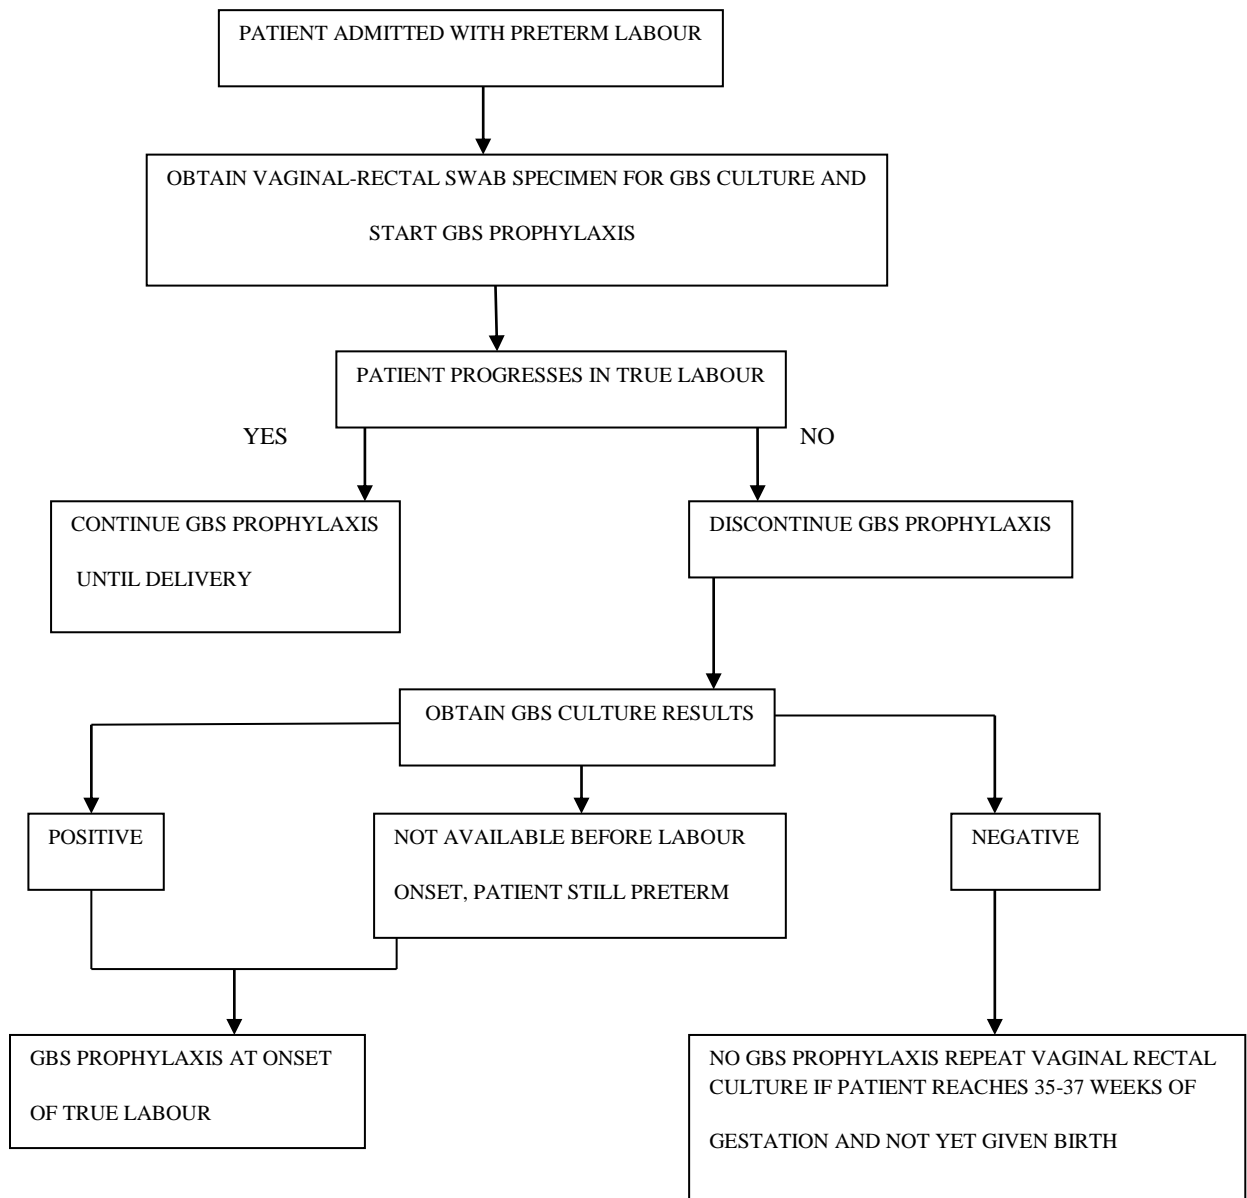 PATIENT ADMITTED WITH PRETERM LABOUR
OBTAIN VAGINAL-RECTAL SWAB SPECIMEN FOR GBS CULTURE AND
START GBS PROPHYLAXIS
PATIENT PROGRESSES IN TRUE LABOUR
YES
NO
CONTINUE GBS PROPHYLAXIS
UNTIL DELIVERY
DISCONTINUE GBS PROPHYLAXIS
OBTAIN GBS CULTURE RESULTS
POSITIVE
NOT AVAILABLE BEFORE LABOUR
ONSET, PATIENT STILL PRETERM
NEGATIVE
GBS PROPHYLAXIS AT ONSET
OF TRUE LABOUR
NO GBS PROPHYLAXIS REPEAT VAGINAL RECTAL
CULTURE IF PATIENT REACHES 35-37 WEEKS OF
GESTATION AND NOT YET GIVEN BIRTH